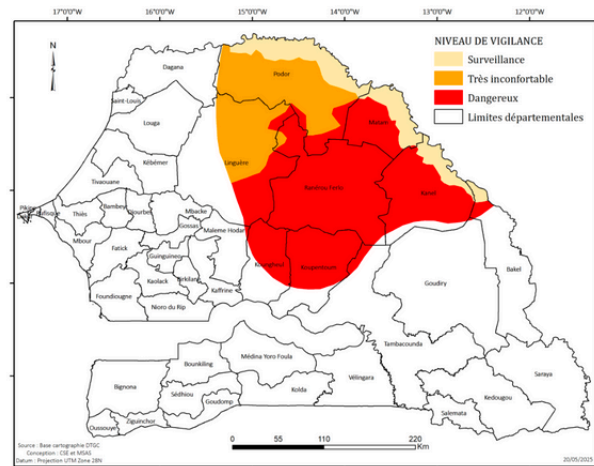 17°0'0"W 16°0'0"W 15°0'0"W 14°0'0"W 13°0'0"W 12°0'0"W
N
NIVEAU DE VIGILANCE
Surveillance
Très inconfortable
Dangereux
Limites départementales
Dagana
Podor
Saint-Louis
Louga
Matam
Linguère
Kébémer
Tivaouane
Ranérou Ferlo
Kanel
Thiès
Bambey
Diourbel
Mbacke
Mbour
Gossas
Maleme Hodar
Fatick
Guinguineo
Koungheul
Koupentoum
Bakel
Kaolack
Birkilane
Kaffrine
Goudiry
Foundiougne
Nioro du Rip
Tambacounda
Médina Yoro Foula
Bounkiling
Vélingara
Saraya
Bignona
Sédhiou
Kolda
Kedougou
Goudomp
Salemata
Ziguinchor
Oussouye
0 55 110 220
Km
Source : Base cartographie DTGC
Conception : CSE et MSAS
Datum : Projection UTM Zone 28N
20/05/2025